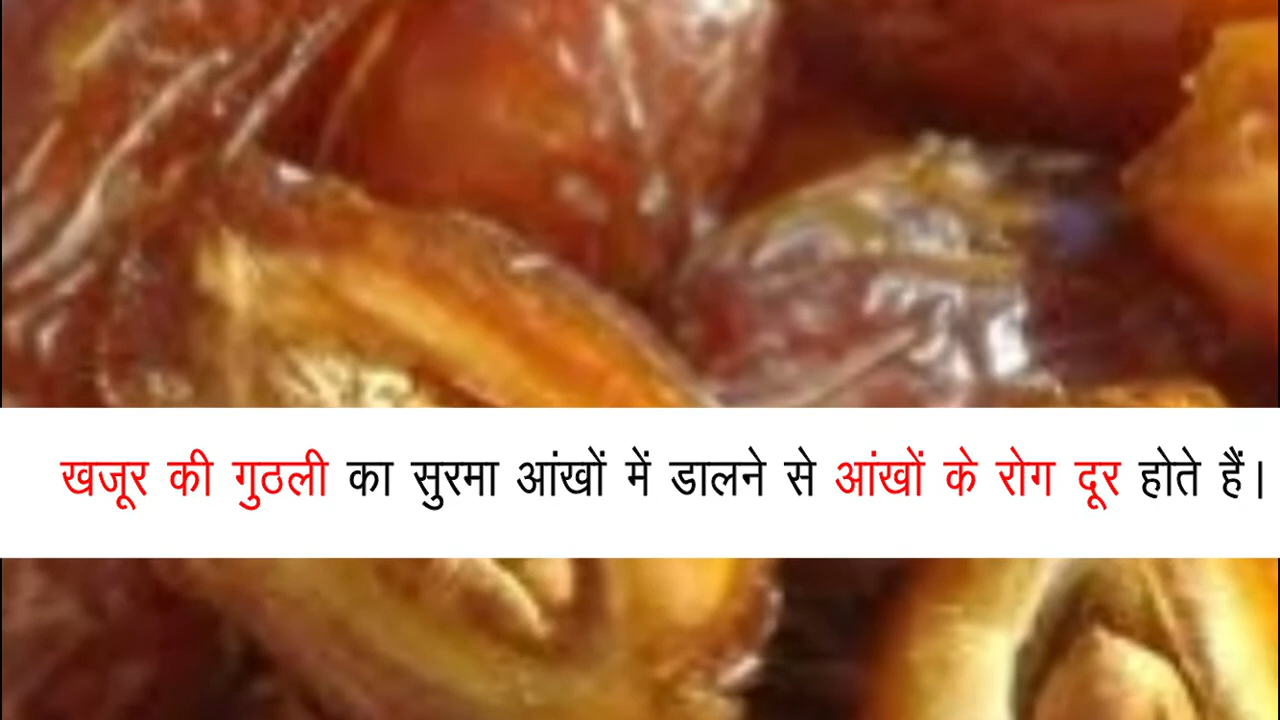 खजूर की गुठली का सुरमा आंखों में डालने से आंखों के रोग दूर होते हैं।